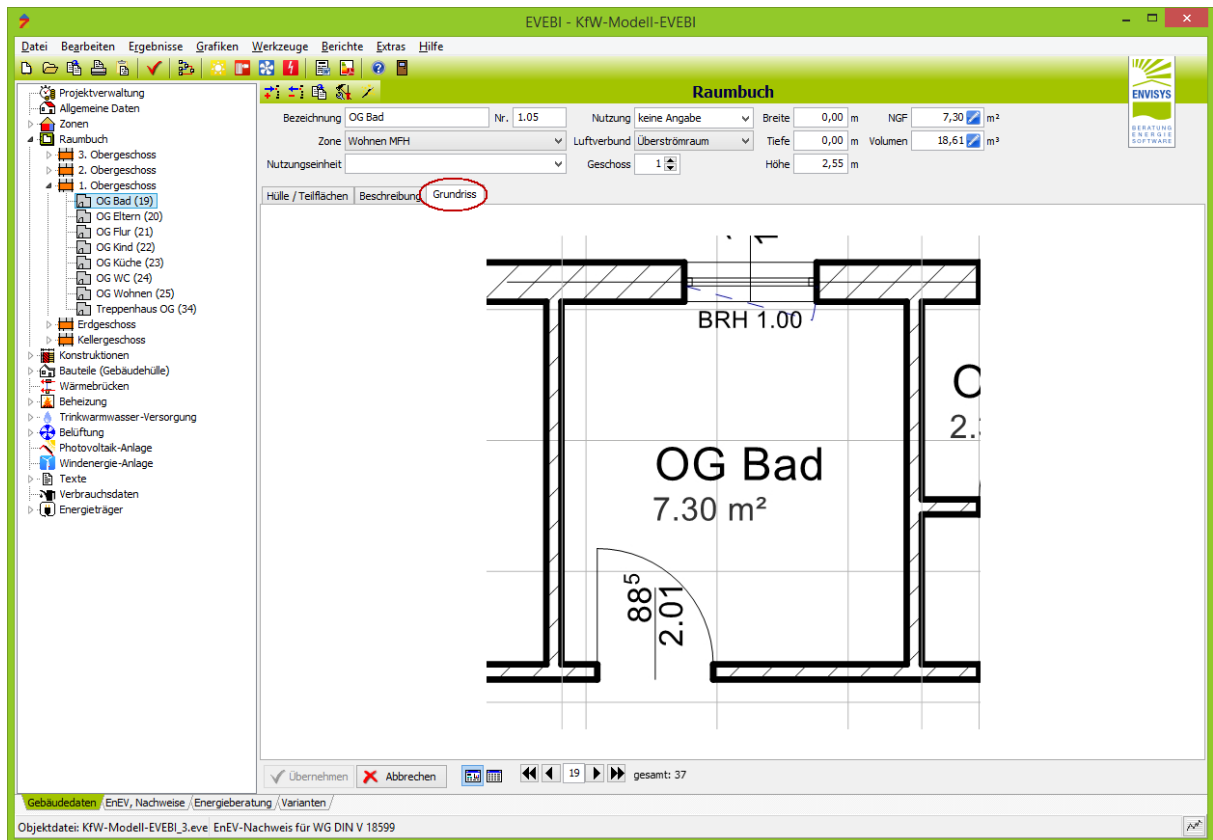 EVEBI - KfW-Modell-EVEBI
Datei Bearbeiten Ergebnisse Grafiken Werkzeuge Berichte Extras Hilfe
ENVISYS
BERATUNG
ENERGIE
SOFTWARE
Projektverwaltung
Allgemeine Daten
Zonen
Raumbuch
3. Obergeschoss
2. Obergeschoss
1. Obergeschoss
OG Bad (19)
OG Eltern (20)
OG Flur (21)
OG Kind (22)
OG Küche (23)
OG WC (24)
OG Wohnen (25)
Treppenhaus OG (34)
Erdgeschoss
Kellergeschoss
Konstruktionen
Bauteile (Gebäudehülle)
Wärmebrücken
Beheizung
Trinkwarmwasser-Versorgung
Belüftung
Photovoltaik-Anlage
Windenergie-Anlage
Texte
Verbrauchsdaten
Energieträger
Raumbuch
Bezeichnung OG Bad Nr. 1.05 Nutzung keine Angabe Breite 0,00 m NGF 7,30 m²
Zone Wohnen MFH Luftverbund Überströmraum Tiefe 0,00 m Volumen 18,61 m³
Nutzungseinheit Geschoss 1 Höhe 2,55 m
Hülle / Teilflächen Beschreibung Grundriss
BRH 1.00
OG Bad
7.30 m²
88⁵
2.01
2.
Übernehmen Abbrechen 19 gesamt: 37
Gebäudedaten EnEV, Nachweise Energieberatung Varianten
Objektdatei: KfW-Modell-EVEBI_3.eve EnEV-Nachweis für WG DIN V 18599